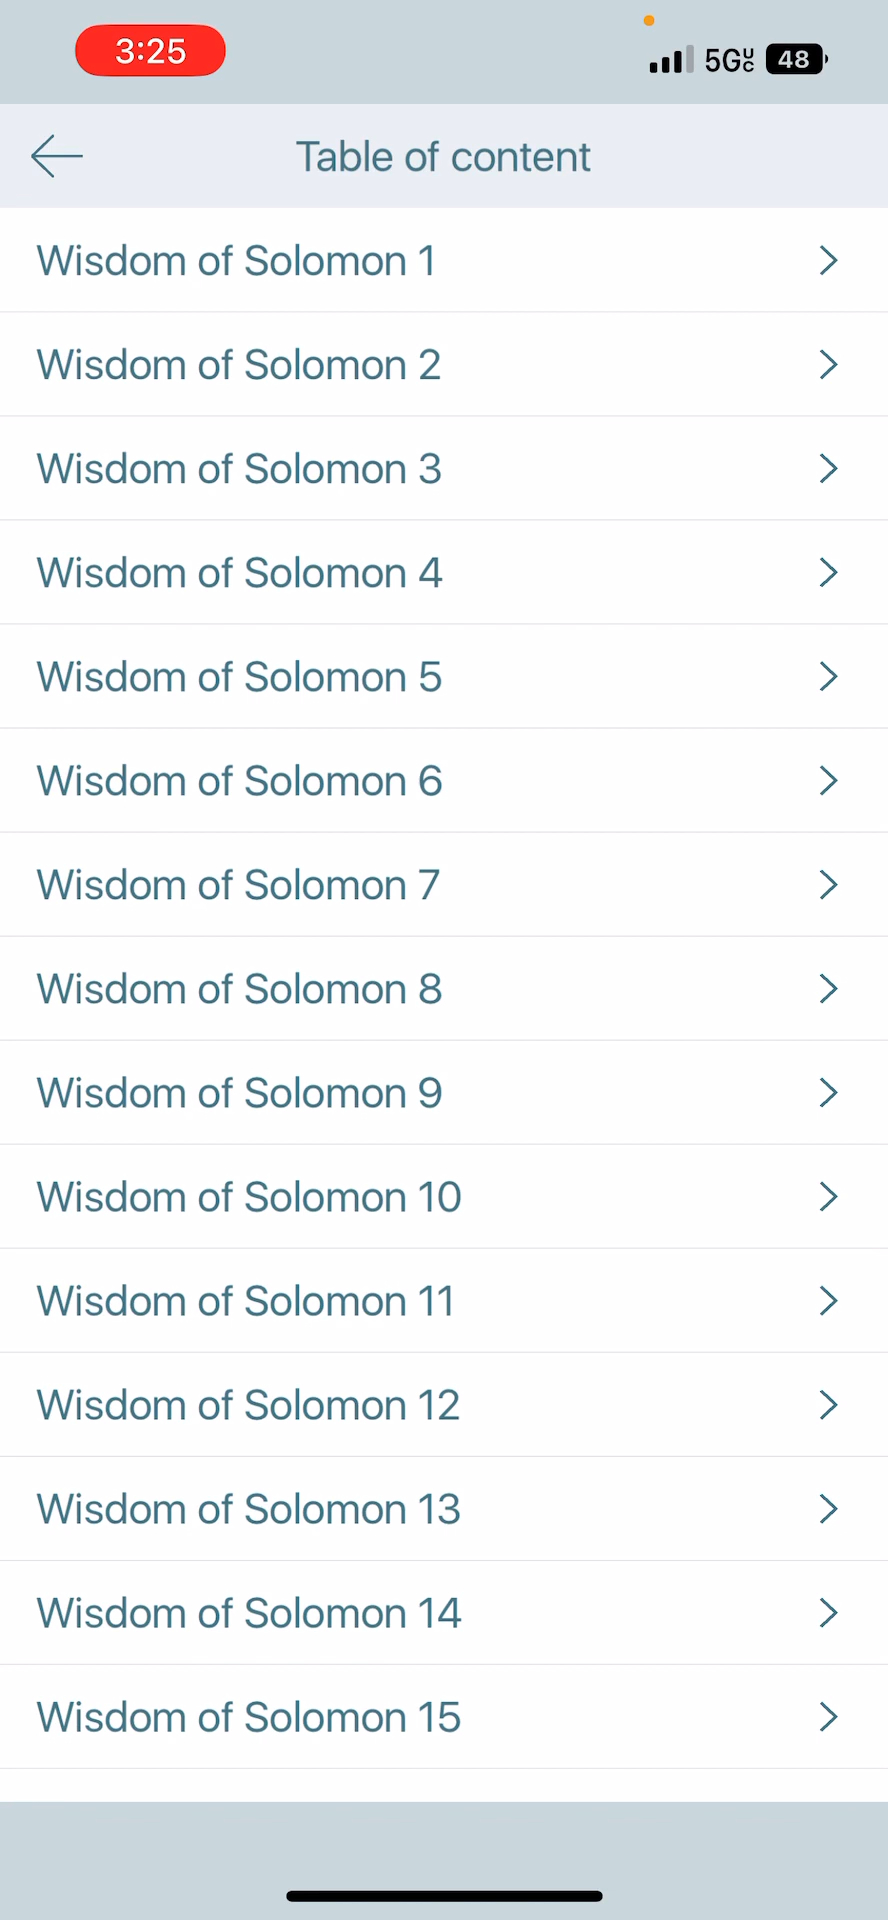 3:25
5G UC 48
Table of content
Wisdom of Solomon 1
Wisdom of Solomon 2
Wisdom of Solomon 3
Wisdom of Solomon 4
Wisdom of Solomon 5
Wisdom of Solomon 6
Wisdom of Solomon 7
Wisdom of Solomon 8
Wisdom of Solomon 9
Wisdom of Solomon 10
Wisdom of Solomon 11
Wisdom of Solomon 12
Wisdom of Solomon 13
Wisdom of Solomon 14
Wisdom of Solomon 15